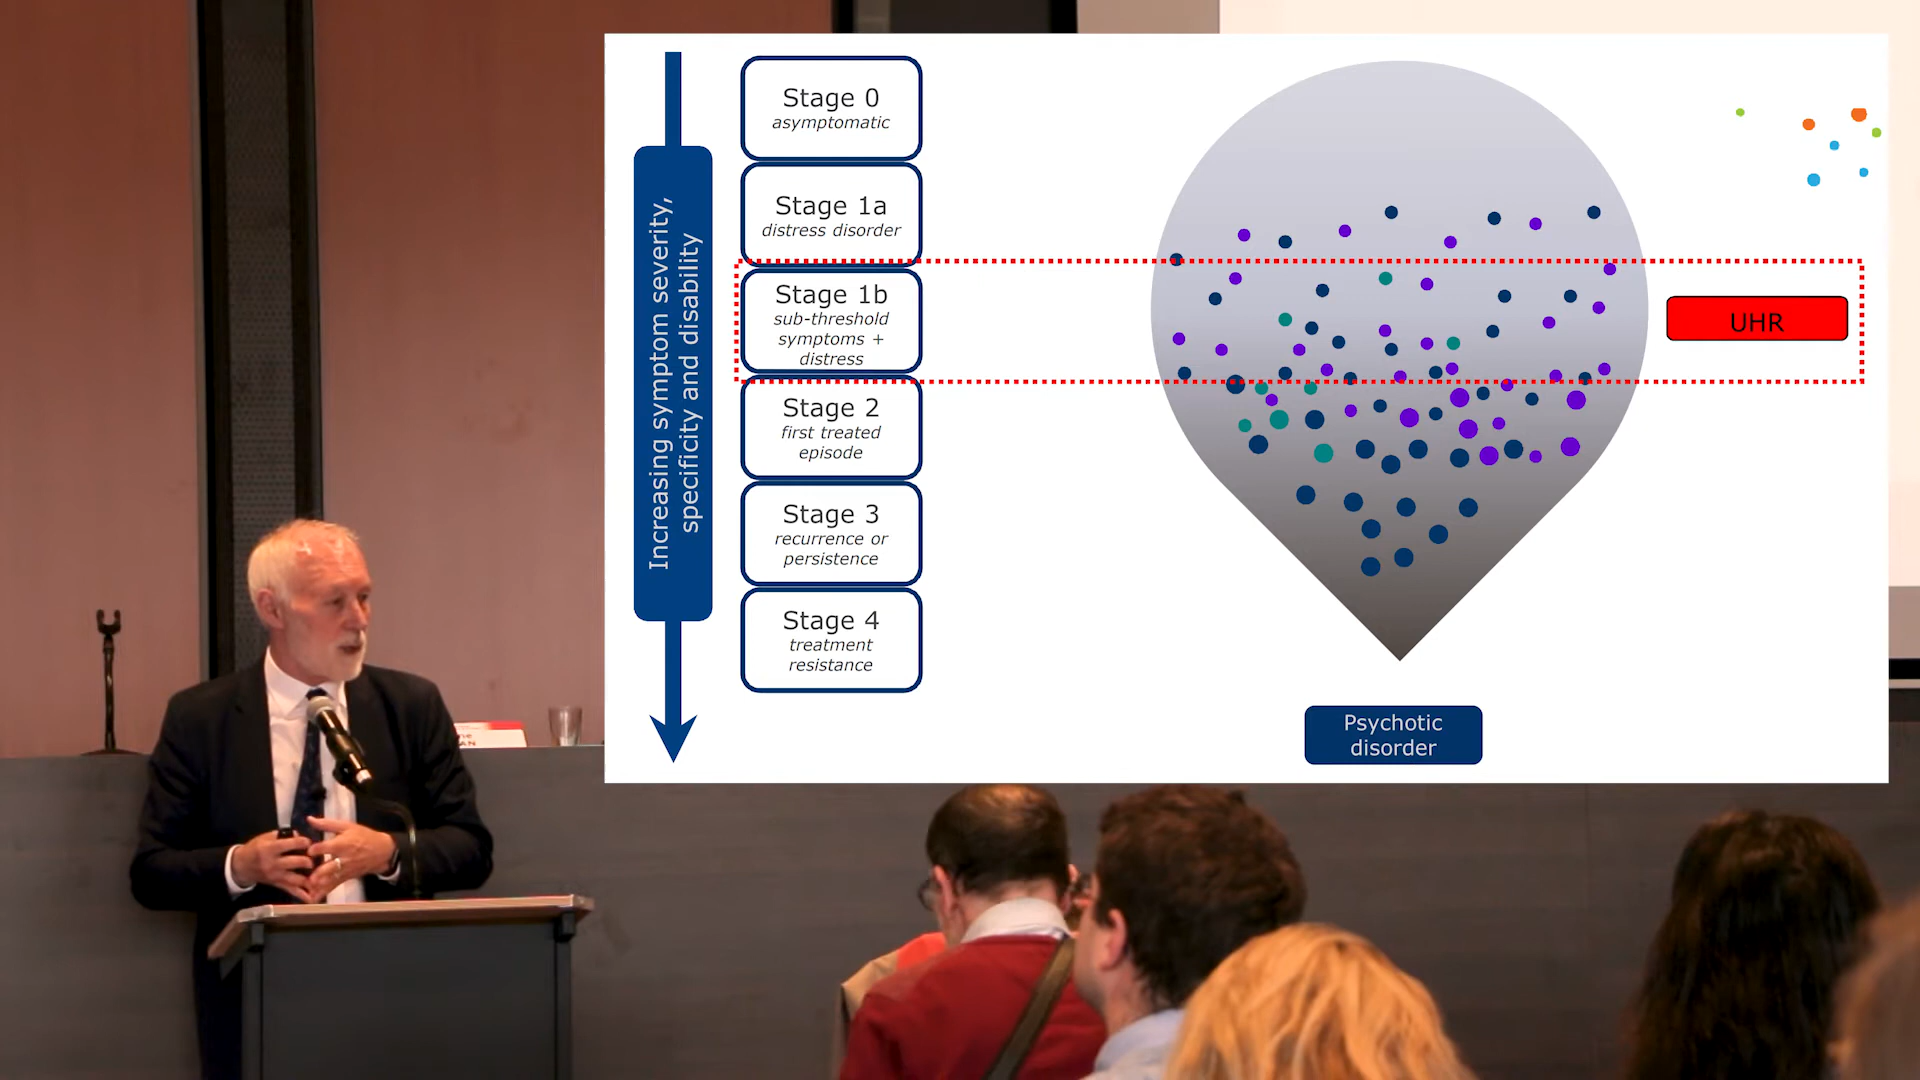 Increasing symptom severity,
specificity and disability
Stage 0
asymptomatic
Stage 1a
distress disorder
Stage 1b
sub-threshold
symptoms +
distress
Stage 2
first treated
episode
Stage 3
recurrence or
persistence
Stage 4
treatment
resistance
UHR
Psychotic
disorder